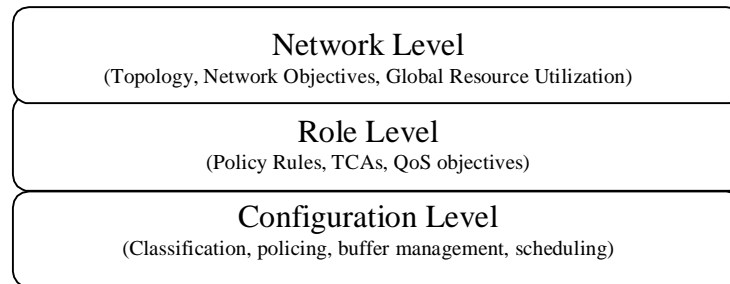 Network Level
(Topology, Network Objectives, Global Resource Utilization)
Role Level
(Policy Rules, TCAs, QoS objectives)
Configuration Level
(Classification, policing, buffer management, scheduling)